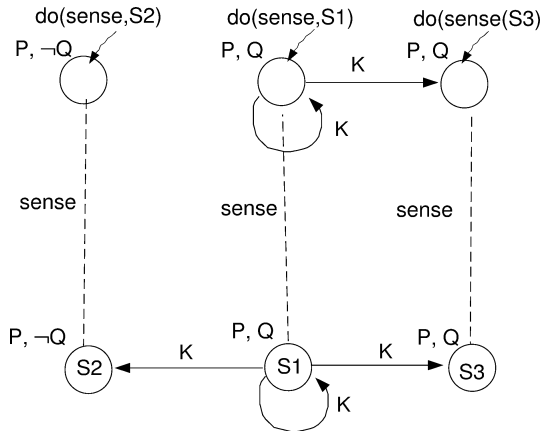 do(sense,S2) do(sense,S1) do(sense(S3)
P, ¬Q P, Q P, Q
K
K
sense sense sense
P, ¬Q P, Q P, Q
K K
S2 S1 S3
K